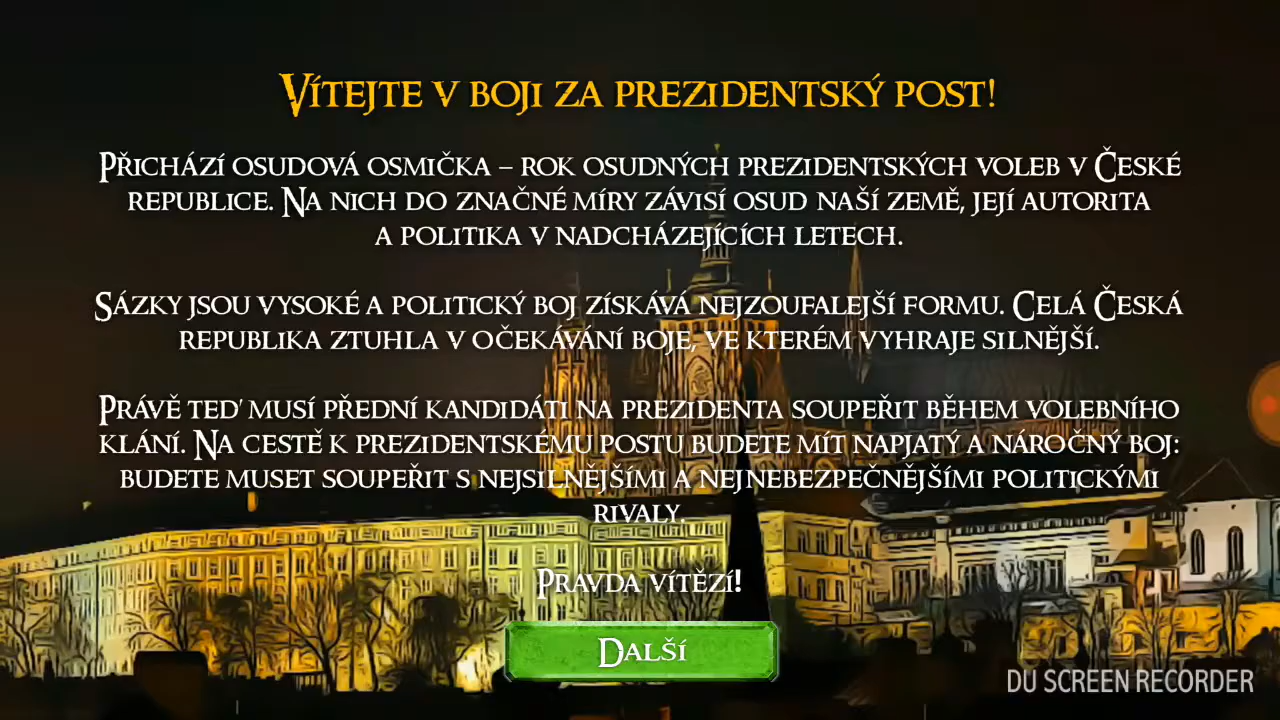 Vítejte v boji za prezidentský post!
Přichází osudová osmička – rok osudných prezidentských voleb v České
republice. Na nich do značné míry závisí osud naší země, její autorita
a politika v nadcházejících letech.
Sázky jsou vysoké a politický boj získává nejzoufalejší formu. Celá Česká
republika ztuhla v očekávání boje, ve kterém vyhraje silnější.
Právě teď musí přední kandidáti na prezidenta soupeřit během volebního
klání. Na cestě k prezidentskému postu budete mít napjatý a náročný boj:
budete muset soupeřit s nejsilnějšími a nejnebezpečnějšími politickými
rivaly.
Pravda vítězí!
Další
DU SCREEN RECORDER